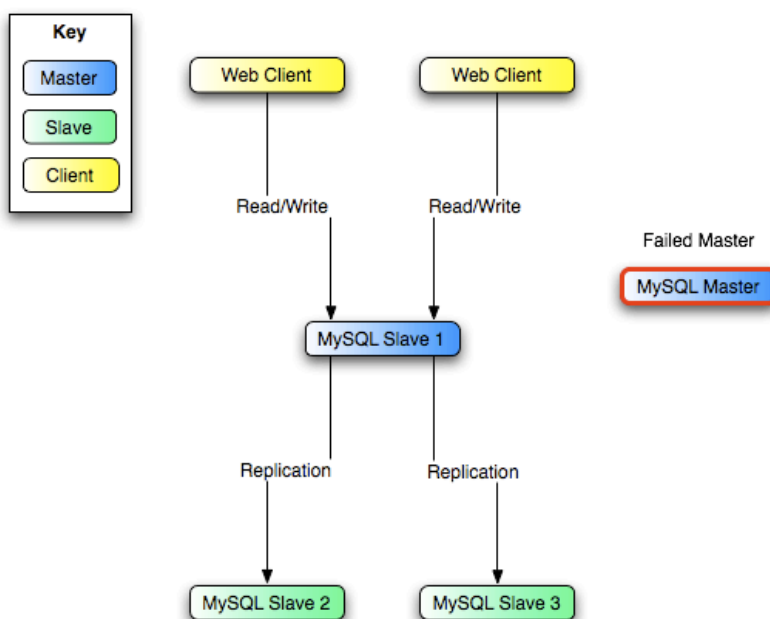 Key
Master
Slave
Client
Web Client
Web Client
Read/Write
Read/Write
Failed Master
MySQL Master
MySQL Slave 1
Replication
Replication
MySQL Slave 2
MySQL Slave 3